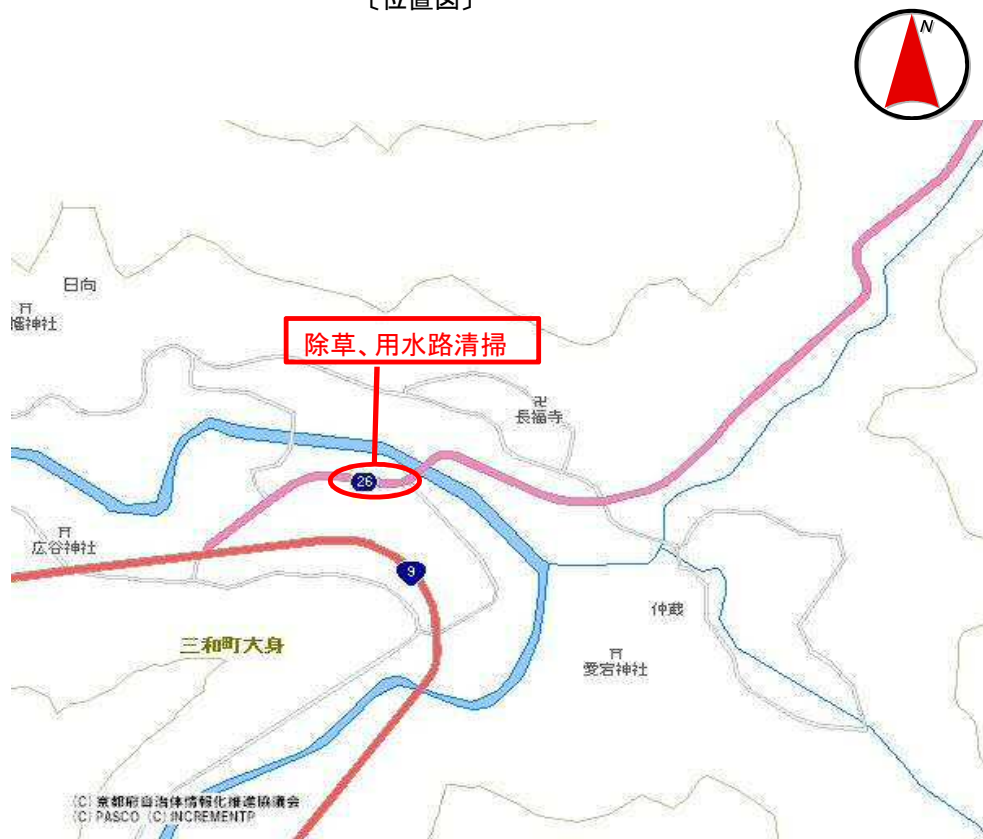 〔位置図〕
N
日向
幡神社
除草、用水路清掃
長福寺
26
広谷神社
9
仲蔵
三和町大身
愛宕神社
(C) 京都府自治体情報化推進協議会
(C) PASCO (C) INCREMENTP